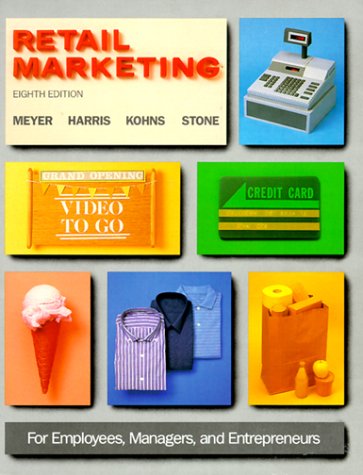 RETAIL
MARKETING
EIGHTH EDITION
MEYER HARRIS KOHNS STONE
GRAND OPENING
VIDEO
TO GO
CREDIT CARD
For Employees, Managers, and Entrepreneurs